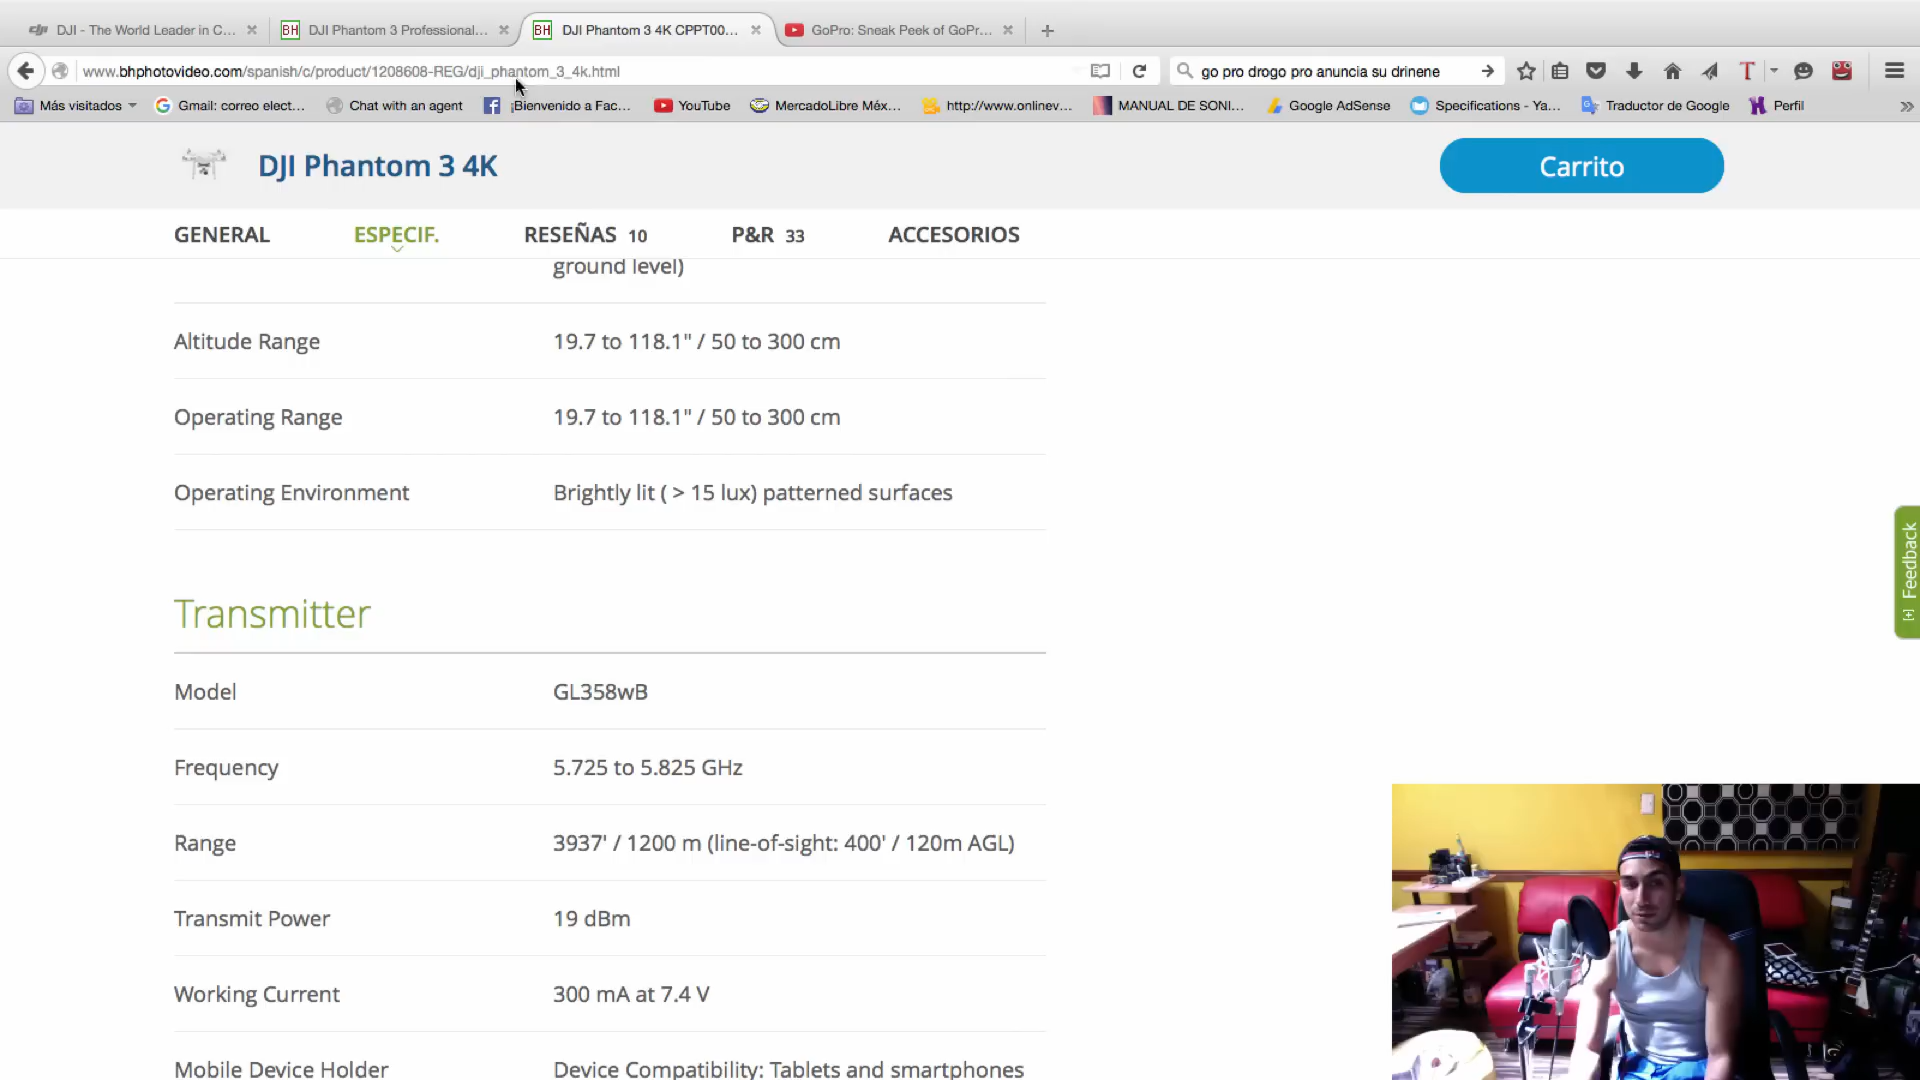 DJI - The World Leader in C...
BH DJI Phantom 3 Professional...
BH DJI Phantom 3 4K CPPT00...
GoPro: Sneak Peek of GoPr...
www.bhphotovideo.com/spanish/c/product/1208608-REG/dji_phantom_3_4k.html
go pro drogo pro anuncia su drinene
Más visitados
Gmail: correo elect...
Chat with an agent
¡Bienvenido a Fac...
YouTube
MercadoLibre Méx...
http://www.onlinev...
MANUAL DE SONI...
Google AdSense
Specifications - Ya...
Traductor de Google
Perfil
DJI Phantom 3 4K
Carrito
GENERAL ESPECIF. RESEÑAS 10 P&R 33 ACCESORIOS
ground level)
Altitude Range 19.7 to 118.1" / 50 to 300 cm
Operating Range 19.7 to 118.1" / 50 to 300 cm
Operating Environment Brightly lit ( > 15 lux) patterned surfaces
[+] Feedback
Transmitter
Model GL358wB
Frequency 5.725 to 5.825 GHz
Range 3937' / 1200 m (line-of-sight: 400' / 120m AGL)
Transmit Power 19 dBm
Working Current 300 mA at 7.4 V
Mobile Device Holder Device Compatibility: Tablets and smartphones